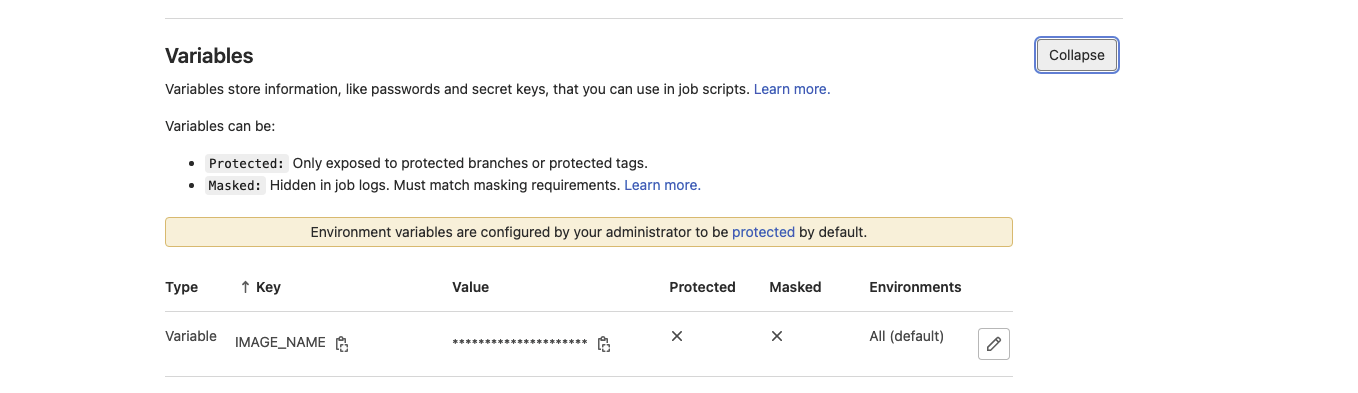 Variables
Collapse
Variables store information, like passwords and secret keys, that you can use in job scripts. Learn more.
Variables can be:
Protected: Only exposed to protected branches or protected tags.
Masked: Hidden in job logs. Must match masking requirements. Learn more.
Environment variables are configured by your administrator to be protected by default.
Type ↑ Key Value Protected Masked Environments
Variable IMAGE_NAME ********************* All (default)